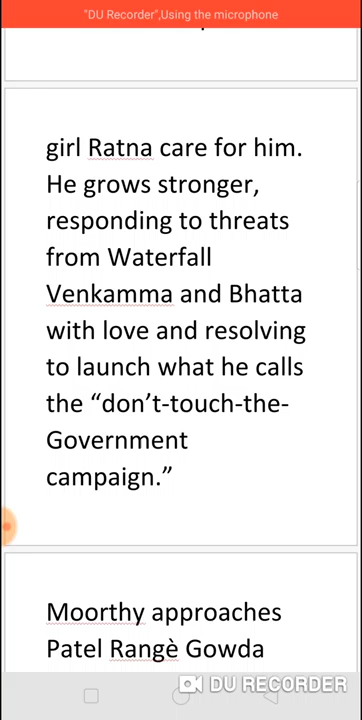 "DU Recorder",Using the microphone
girl Ratna care for him.
He grows stronger,
responding to threats
from Waterfall
Venkamma and Bhatta
with love and resolving
to launch what he calls
the “don’t-touch-the-
Government
campaign.”
Moorthy approaches
Patel Rangè Gowda
DU RECORDER